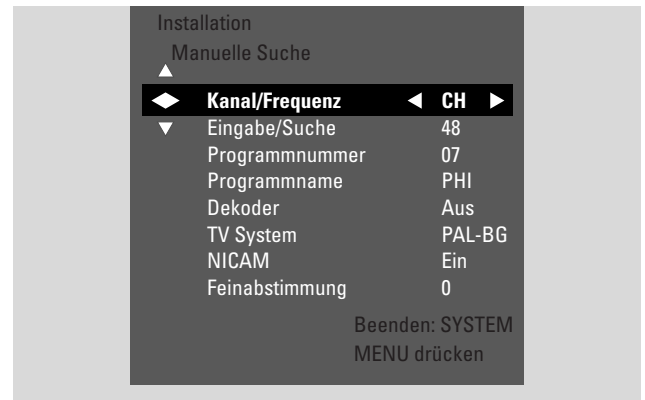 Installation
Manuelle Suche
Kanal/Frequenz CH
Eingabe/Suche 48
Programmnummer 07
Programmname PHI
Dekoder Aus
TV System PAL-BG
NICAM Ein
Feinabstimmung 0
Beenden: SYSTEM
MENU drücken